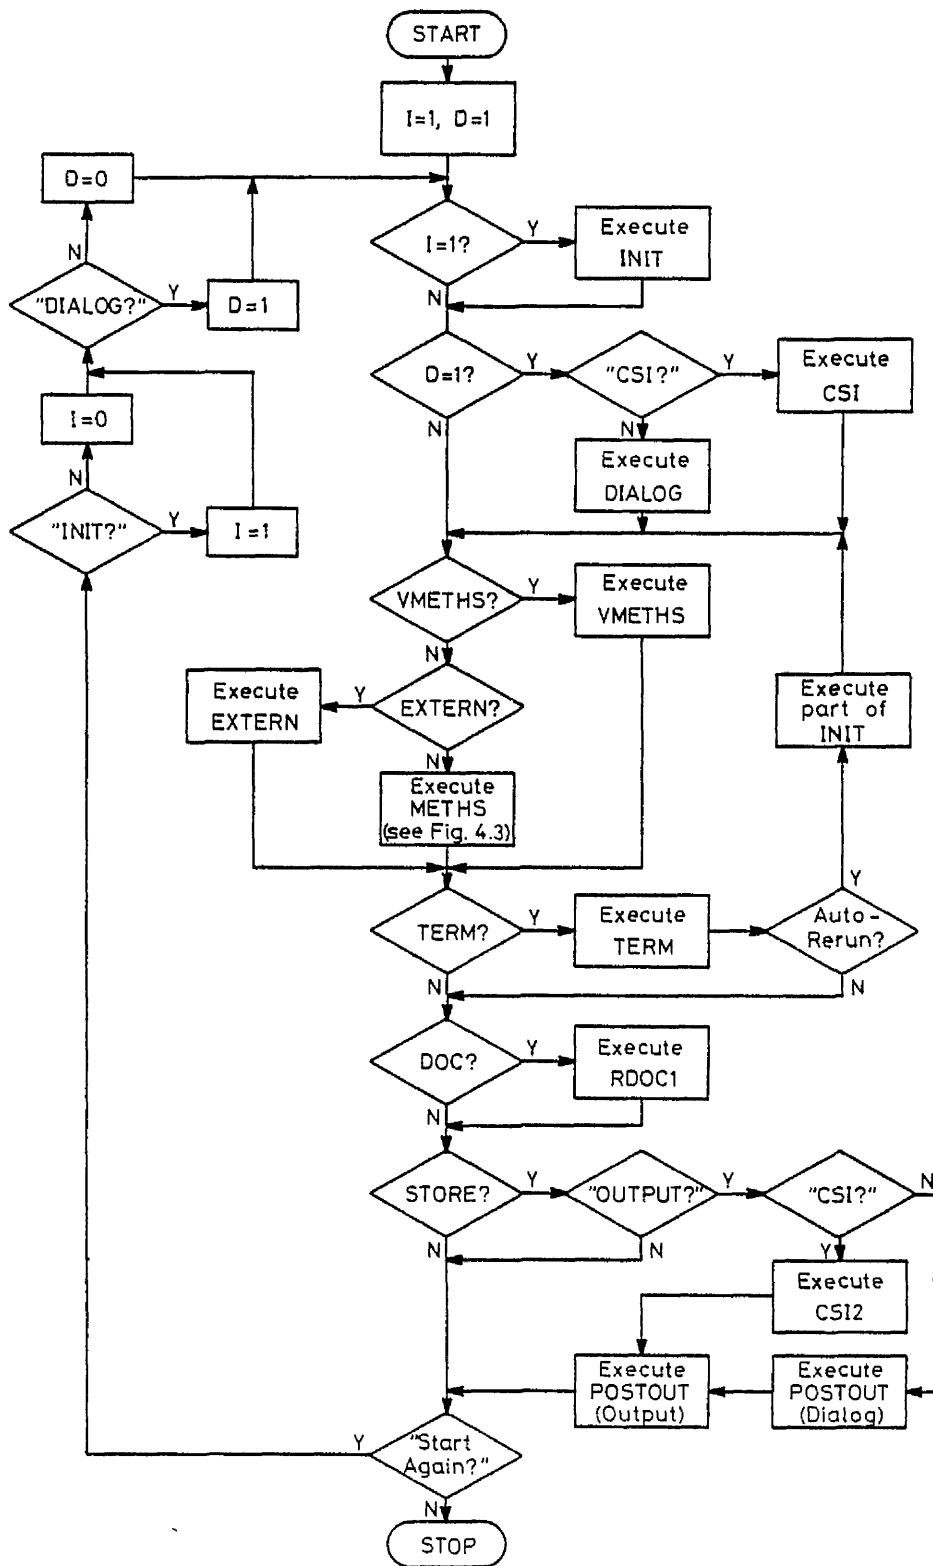 START
I=1, D=1
D=0
I=1?
Y
Execute
INIT
N
N
"DIALOG?"
Y
D=1
D=1?
Y
"CSI?"
Y
Execute
CSI
N
N
I=0
Execute
DIALOG
N
"INIT?"
Y
I=1
VMETHS?
Y
Execute
VMETHS
N
Execute
EXTERN
Y
EXTERN?
Execute
part of
INIT
N
Execute
METHS
(see Fig. 4.3)
Y
TERM?
Y
Execute
TERM
Auto-
Rerun?
N
N
DOC?
Y
Execute
RDOC1
N
STORE?
Y
"OUTPUT?"
Y
"CSI?"
N
N
N
Y
Execute
CSI2
Execute
POSTOUT
(Output)
Execute
POSTOUT
(Dialog)
Y
"Start
Again?"
N
STOP